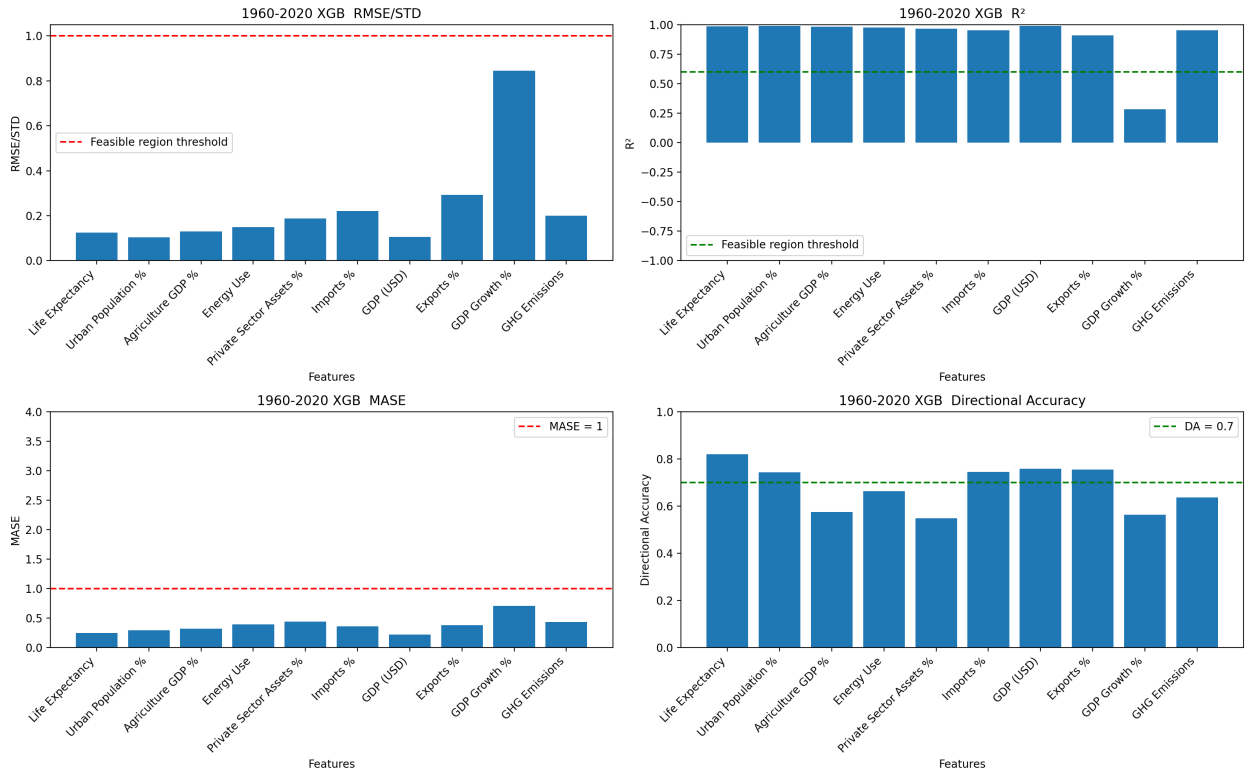 1960-2020 XGB  RMSE/STD
1.0
0.8
0.6
0.4
0.2
0.0
RMSE/STD
Feasible region threshold
Life Expectancy
Urban Population %
Agriculture GDP %
Energy Use
Private Sector Assets %
Imports %
GDP (USD)
Exports %
GDP Growth %
GHG Emissions
Features
1960-2020 XGB  R²
1.00
0.75
0.50
0.25
0.00
−0.25
−0.50
−0.75
−1.00
R²
Feasible region threshold
Life Expectancy
Urban Population %
Agriculture GDP %
Energy Use
Private Sector Assets %
Imports %
GDP (USD)
Exports %
GDP Growth %
GHG Emissions
Features
1960-2020 XGB  MASE
4.0
3.5
3.0
2.5
2.0
1.5
1.0
0.5
0.0
MASE
MASE = 1
Life Expectancy
Urban Population %
Agriculture GDP %
Energy Use
Private Sector Assets %
Imports %
GDP (USD)
Exports %
GDP Growth %
GHG Emissions
Features
1960-2020 XGB  Directional Accuracy
1.0
0.8
0.6
0.4
0.2
0.0
Directional Accuracy
DA = 0.7
Life Expectancy
Urban Population %
Agriculture GDP %
Energy Use
Private Sector Assets %
Imports %
GDP (USD)
Exports %
GDP Growth %
GHG Emissions
Features